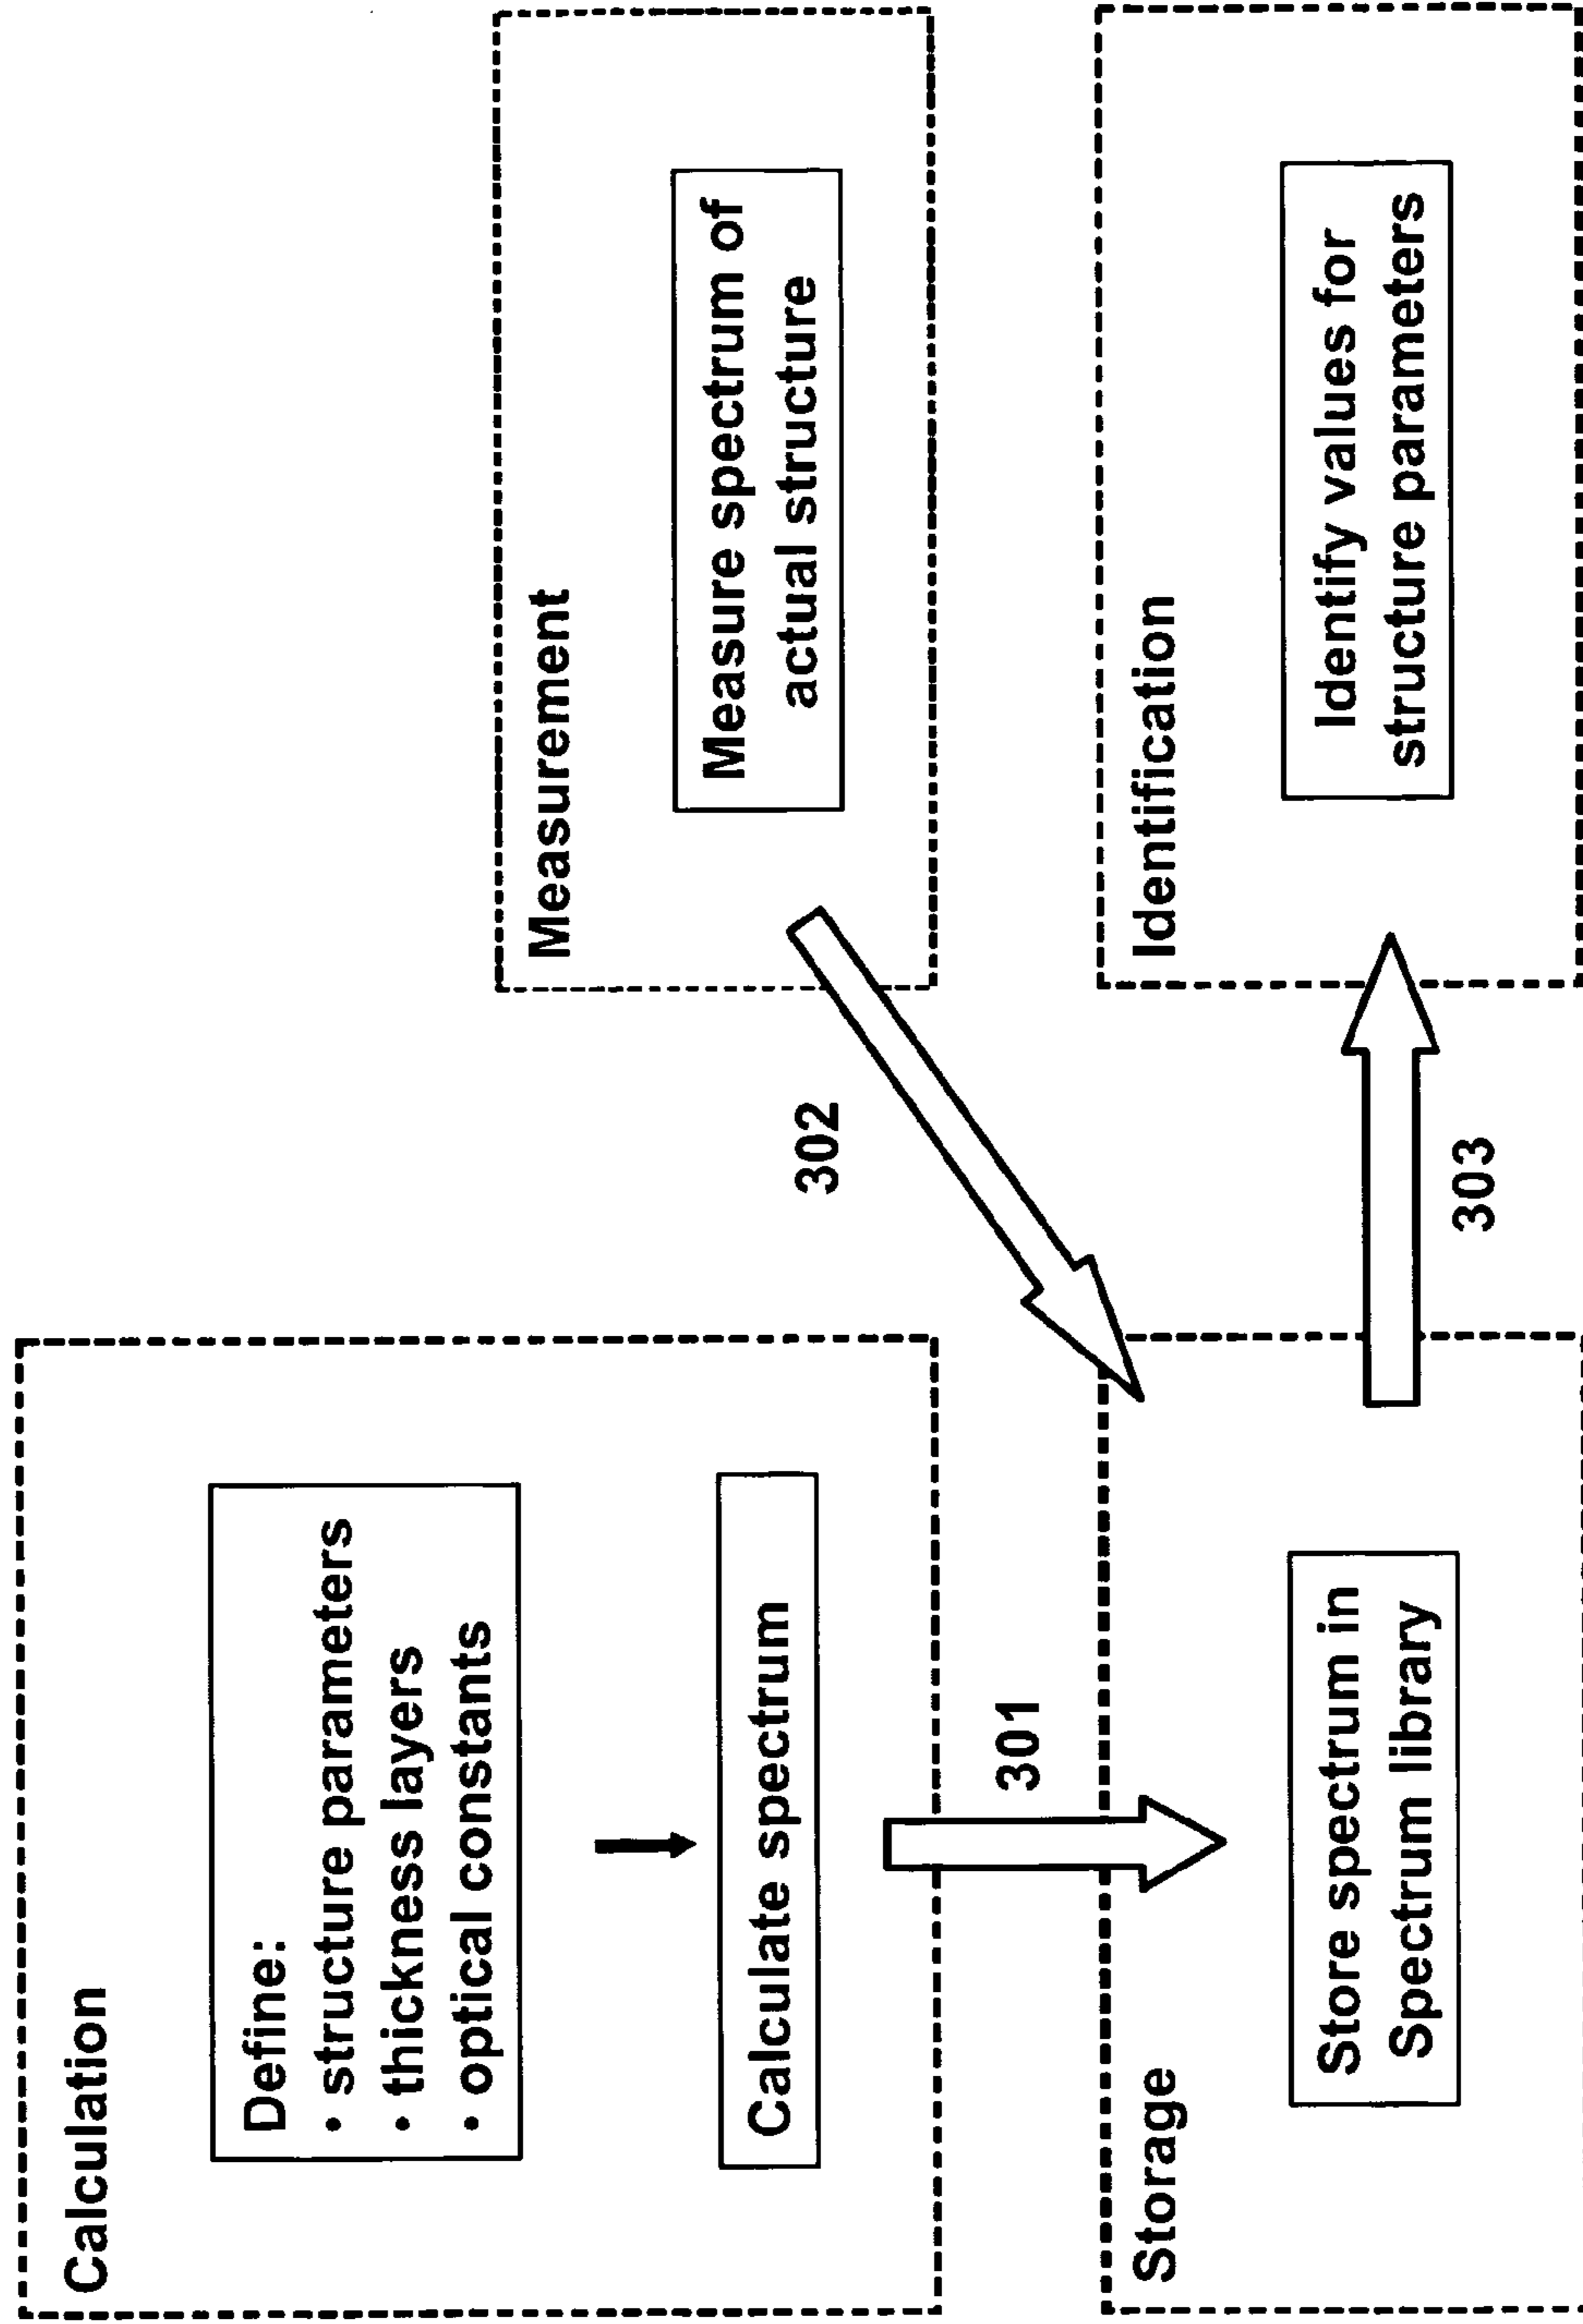 Calculation
Define:
• structure parameters
• thickness layers
• optical constants
Calculate spectrum
301
Storage
Store spectrum in
Spectrum library
302
303
Measurement
Measure spectrum of
actual structure
Identification
Identify values for
structure parameters